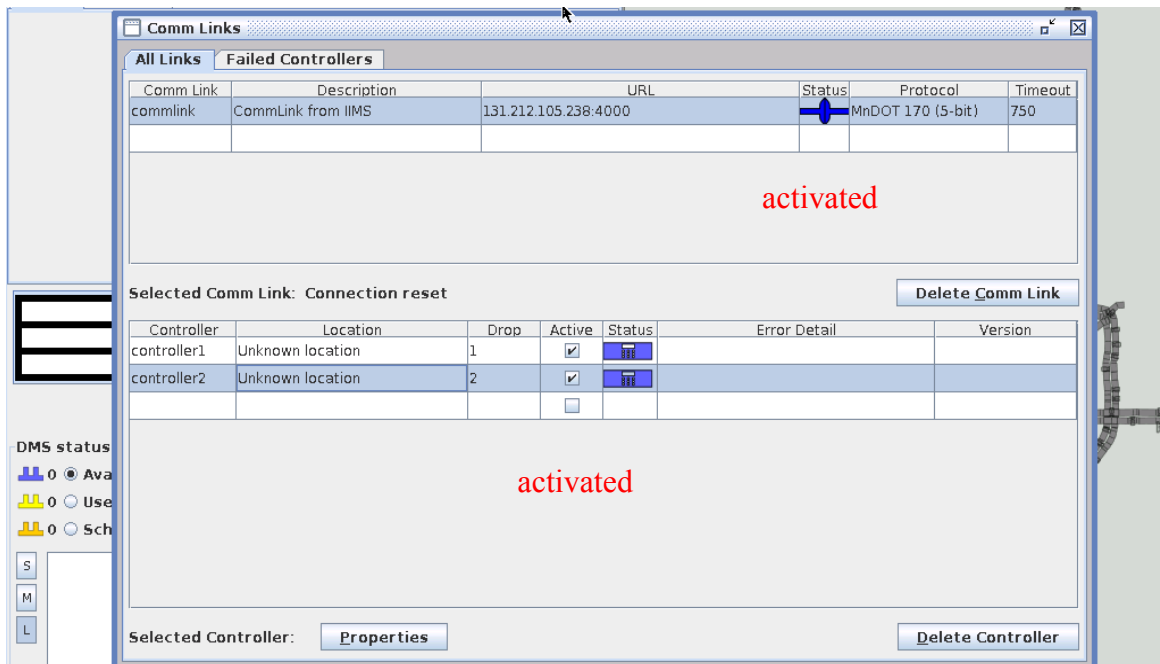 Comm Links
All Links Failed Controllers
Comm Link Description URL Status Protocol Timeout
commlink CommLink from IIMS 131.212.105.238:4000 MnDOT 170 (5-bit) 750
activated
Selected Comm Link: Connection reset Delete Comm Link
Controller Location Drop Active Status Error Detail Version
controller1 Unknown location 1
controller2 Unknown location 2
DMS status
0 Ava
0 Use
0 Sch
activated
S
M
L
Selected Controller: Properties Delete Controller